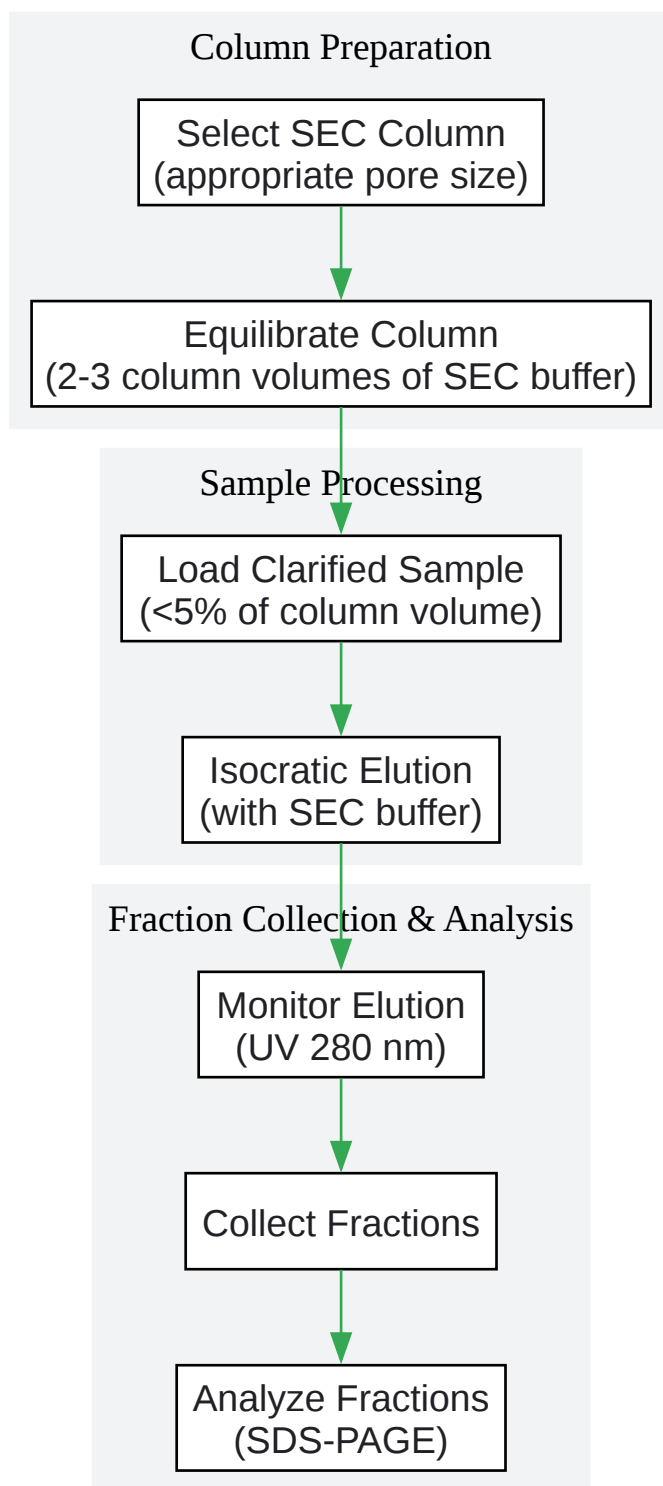 Column Preparation
Select SEC Column
(appropriate pore size)
Equilibrate Column
(2-3 column volumes of SEC buffer)
Sample Processing
Load Clarified Sample
(<5% of column volume)
Isocratic Elution
(with SEC buffer)
Fraction Collection & Analysis
Monitor Elution
(UV 280 nm)
Collect Fractions
Analyze Fractions
(SDS-PAGE)